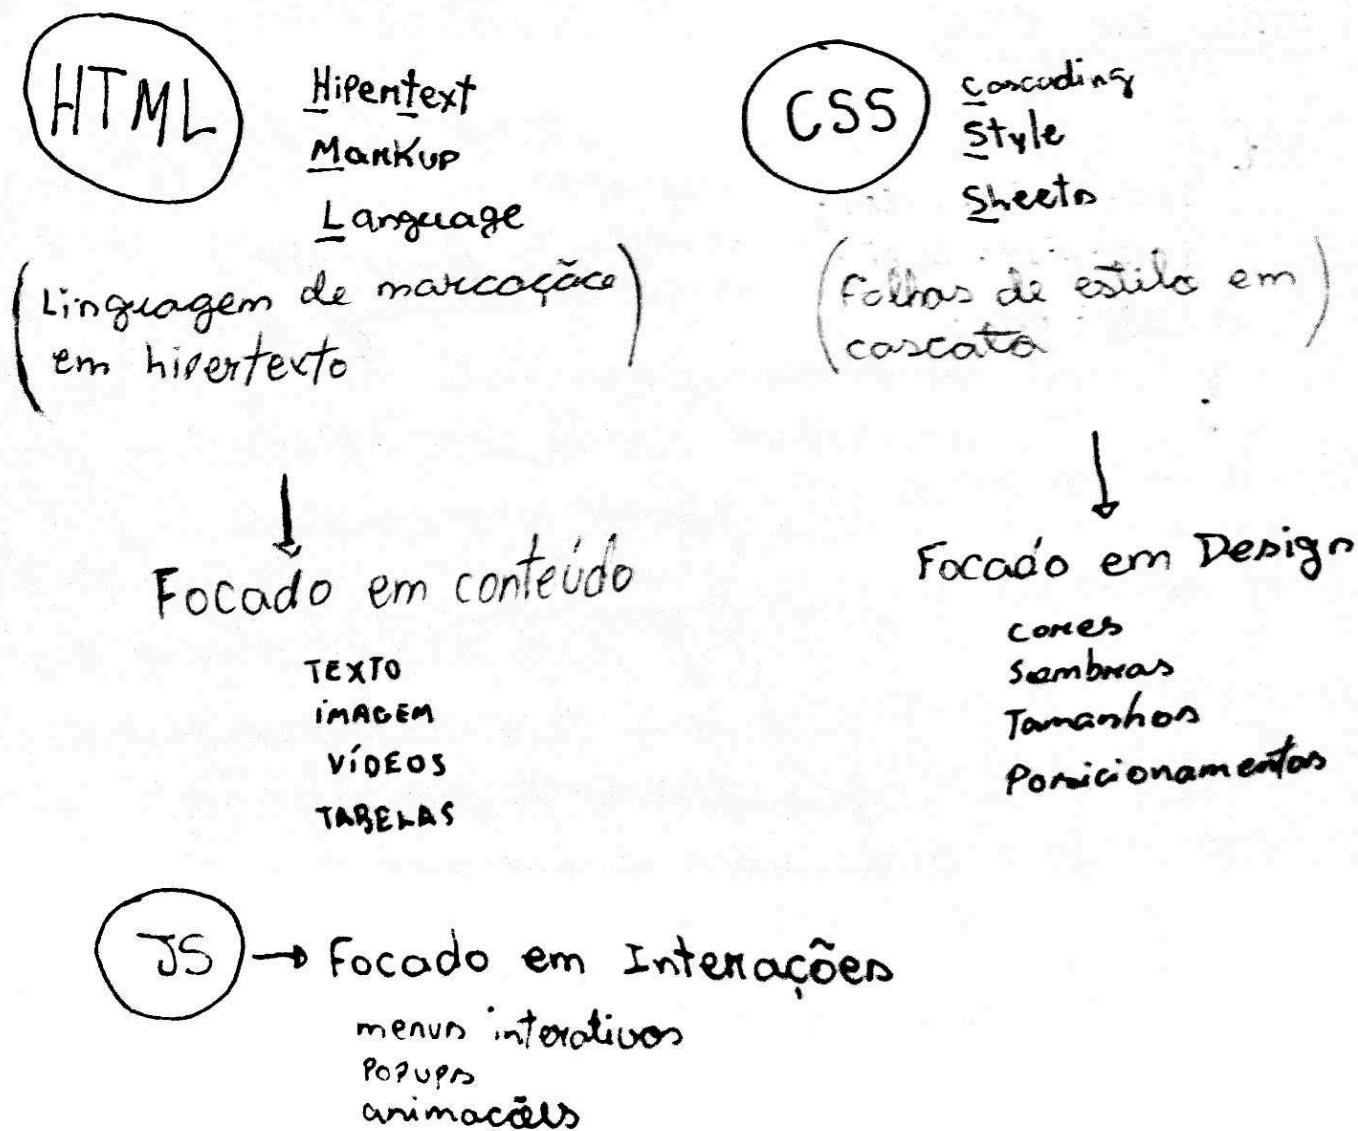 HTML
Hipertext
Markup
Language
(Linguagem de marcação
em hipertexto)
↓
Focado em conteúdo
TEXTO
iMAGEM
VíDEOS
TABELAS
CSS
Cascading
Style
Sheets
(Folhas de estilo em
cascata)
↓
Focado em Design
cores
Sombras
Tamanhos
Posicionamentos
JS → Focado em Interações
menus interativos
Popups
animacões